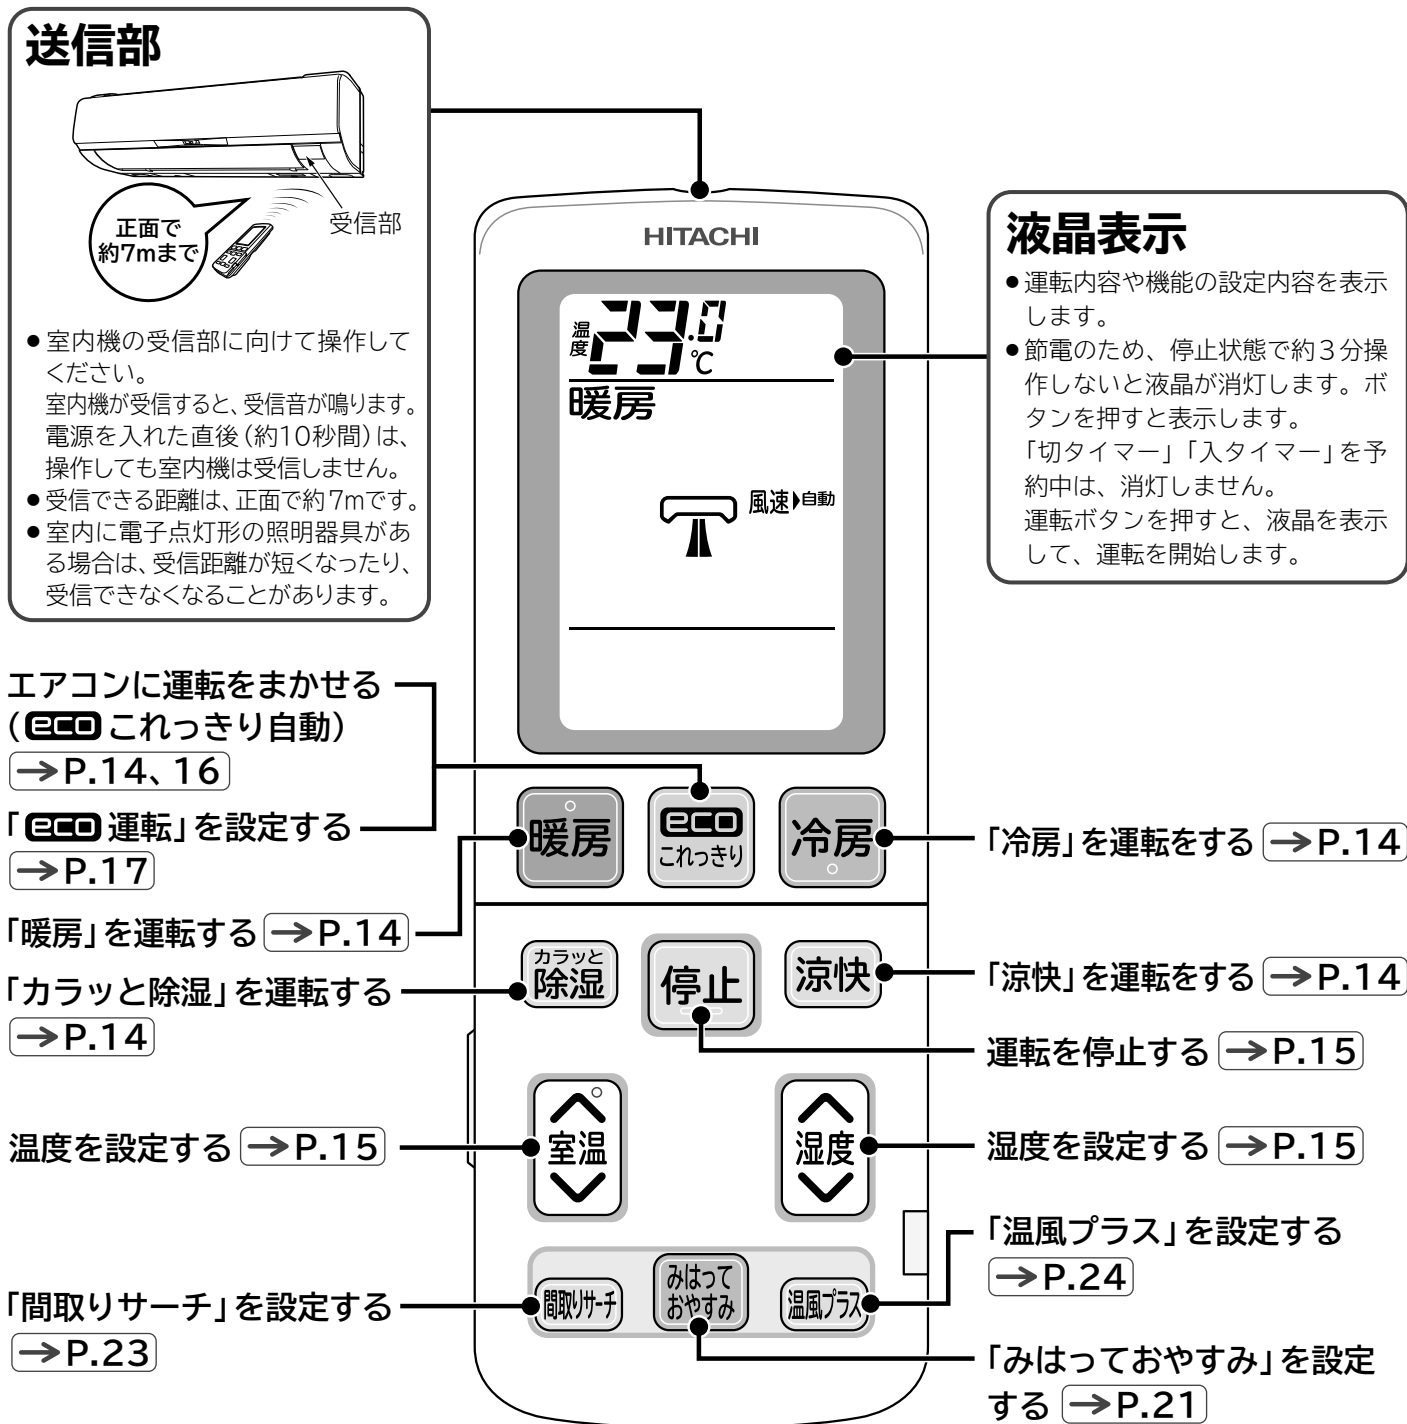 送信部
正面で
約7mまで
受信部
● 室内機の受信部に向けて操作して
ください。
室内機が受信すると、受信音が鳴ります。
電源を入れた直後（約10秒間）は、
操作しても室内機は受信しません。
● 受信できる距離は、正面で約7mです。
● 室内に電子点灯形の照明器具があ
る場合は、受信距離が短くなったり、
受信できなくなることがあります。
HITACHI
温度 23.0℃
暖房
風速▶自動
液晶表示
● 運転内容や機能の設定内容を表示
します。
● 節電のため、停止状態で約3分操
作しないと液晶が消灯します。ボ
タンを押すと表示します。
「切タイマー」「入タイマー」を予
約中は、消灯しません。
運転ボタンを押すと、液晶を表示
して、運転を開始します。
エアコンに運転をまかせる
（eco これっきり自動）
→P.14、16
「eco 運転」を設定する
→P.17
「暖房」を運転する →P.14
「カラッと除湿」を運転する
→P.14
温度を設定する →P.15
「間取りサーチ」を設定する
→P.23
暖房
eco
これっきり
冷房
カラッと
除湿
停止
涼快
室温
湿度
間取りサーチ
みはって
おやすみ
温風プラス
「冷房」を運転をする →P.14
「涼快」を運転をする →P.14
運転を停止する →P.15
湿度を設定する →P.15
「温風プラス」を設定する
→P.24
「みはっておやすみ」を設定
する →P.21